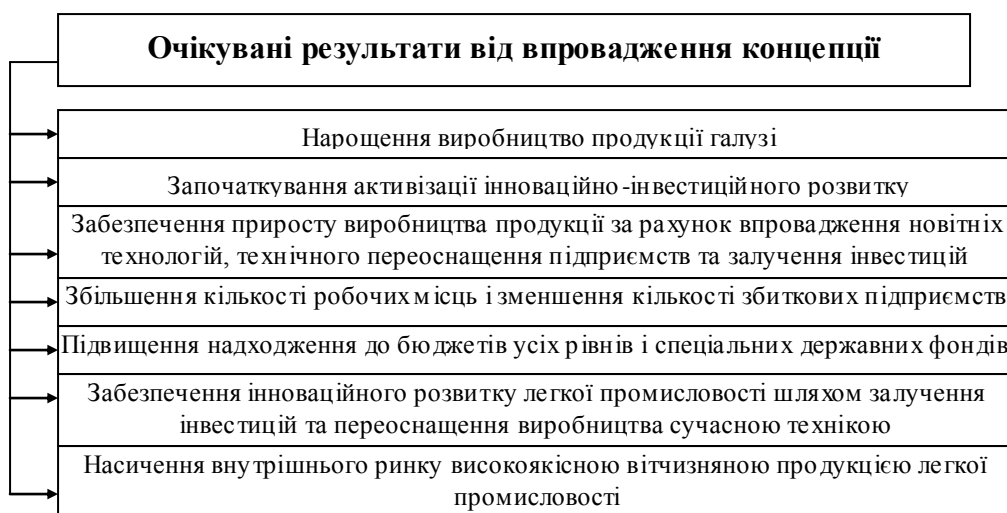 Очікувані результати від впровадження концепції
Нарощення виробництво продукції галузі
Започаткування активізації інноваційно-інвестиційного розвитку
Забезпечення приросту виробництва продукції за рахунок впровадження новітніх
технологій, технічного переоснащення підприємств та залучення інвестицій
Збільшення кількості робочих місць і зменшення кількості збиткових підприємств
Підвищення надходження до бюджетів усіх рівнів і спеціальних державних фондів
Забезпечення інноваційного розвитку легкої промисловості шляхом залучення
інвестицій та переоснащення виробництва сучасною технікою
Насичення внутрішнього ринку високоякісною вітчизняною продукцією легкої
промисловості